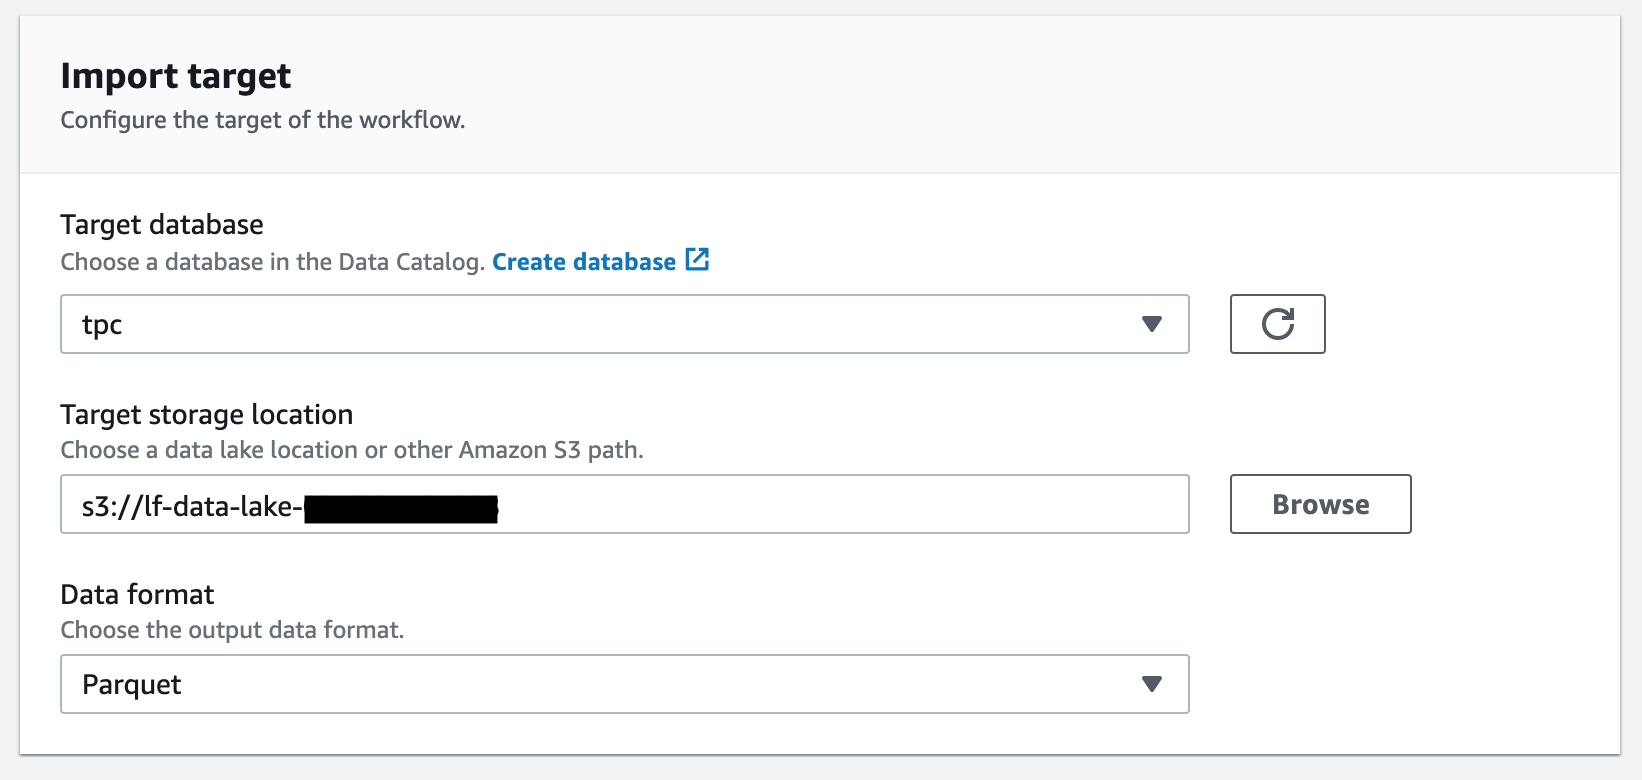 Import target
Configure the target of the workflow.
Target database
Choose a database in the Data Catalog. Create database
tpc
Target storage location
Choose a data lake location or other Amazon S3 path.
s3://lf-data-lake-
Browse
Data format
Choose the output data format.
Parquet